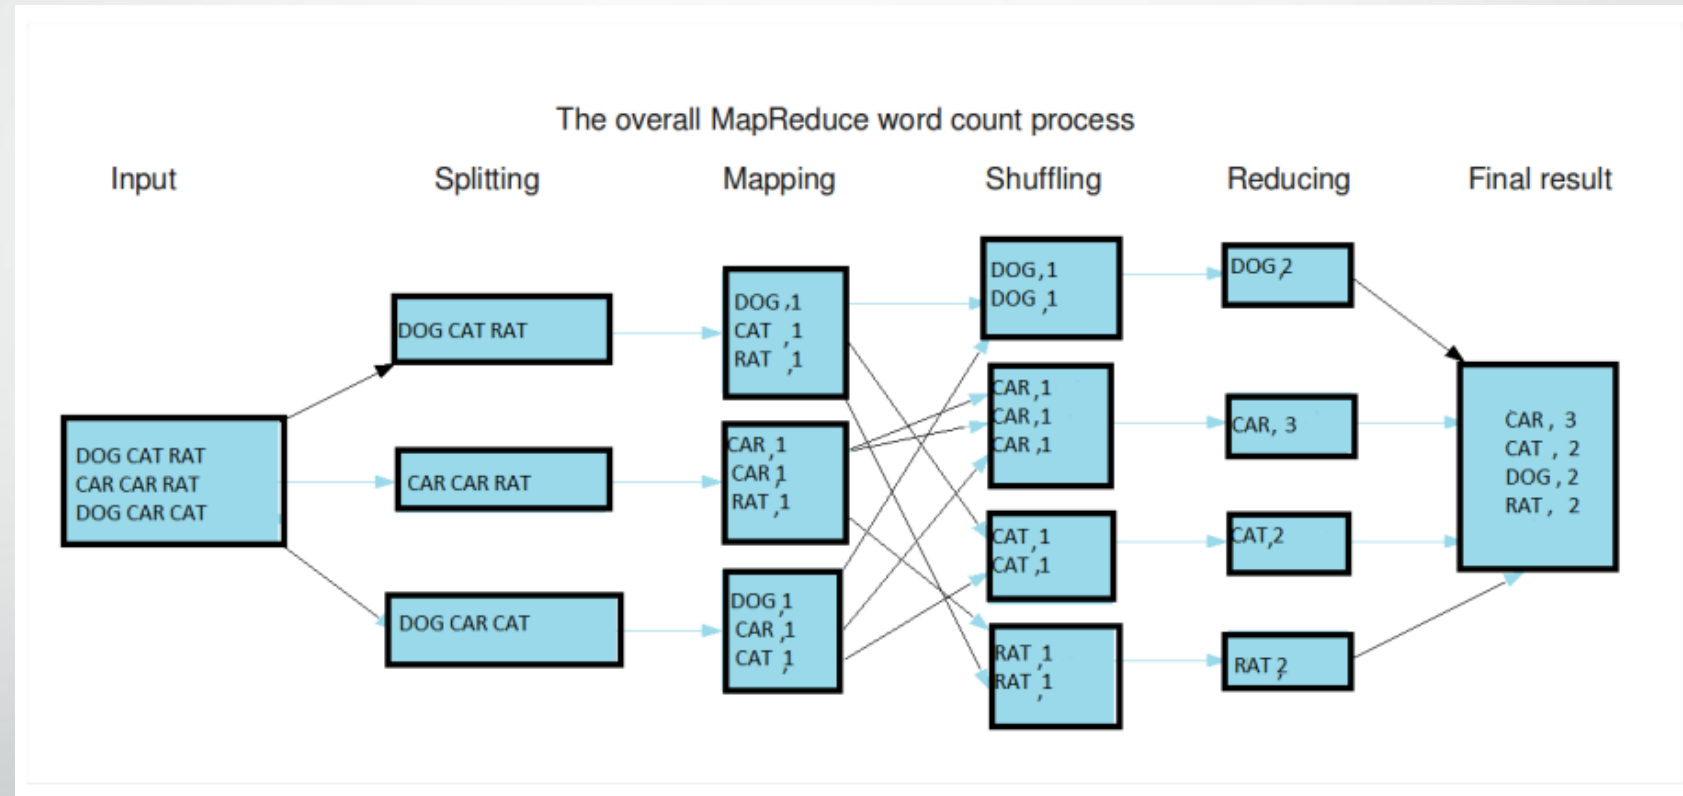 The overall MapReduce word count process
Input
Splitting
Mapping
Shuffling
Reducing
Final result
DOG CAT RAT
CAR CAR RAT
DOG CAR CAT
DOG CAT RAT
CAR CAR RAT
DOG CAR CAT
DOG ,1
CAT ,1
RAT ,1
CAR ,1
CAR,1
RAT ,1
DOG,1
CAR ,1
CAT ,1
DOG,1
DOG ,1
CAR ,1
CAR ,1
CAR ,1
CAT ,1
CAT ,1
RAT ,1
RAT ,1
DOG,2
CAR, 3
CAT,2
RAT 2,
CAR , 3
CAT , 2
DOG , 2
RAT , 2